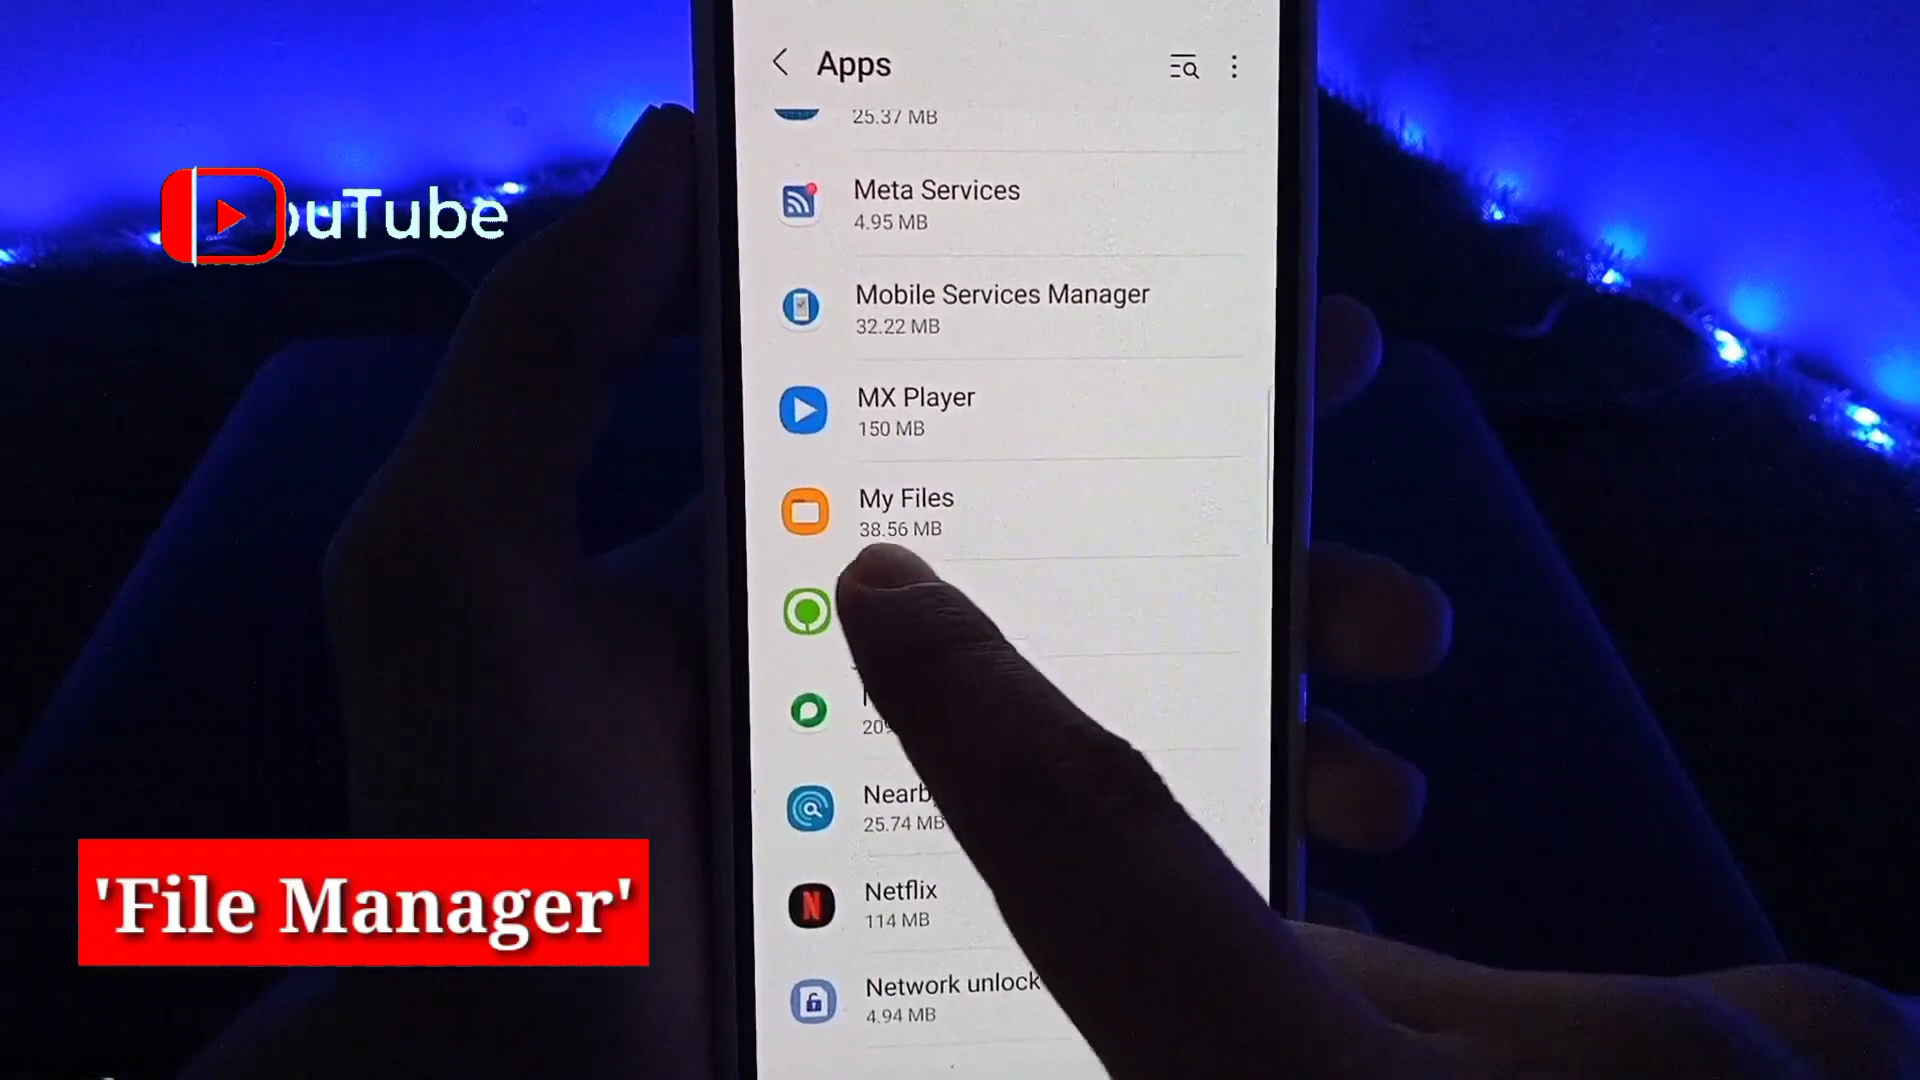 Apps
25.37 MB
Meta Services
4.95 MB
Mobile Services Manager
32.22 MB
MX Player
150 MB
My Files
38.56 MB
Nearb
25.74 MB
Netflix
114 MB
Network unlock
4.94 MB
ouTube
'File Manager'